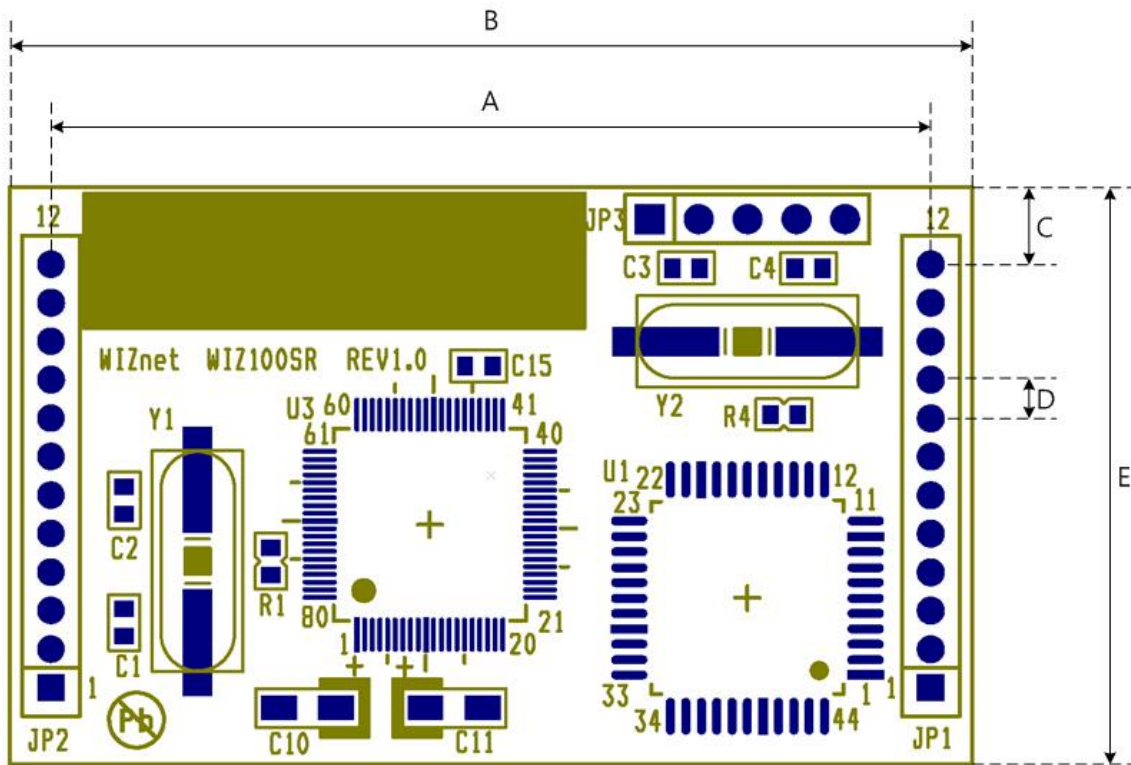 B
A
12
JP3
12
C
C3
C4
WIZnet WIZ100SR REV1.0
C15
D
Y2
R4
Y1
U3
60
41
61
40
U1
22
12
E
23
11
C2
R1
80
21
1
20
C1
+
+
33
1
1
1
34
44
Pb
JP2
C10
C11
JP1